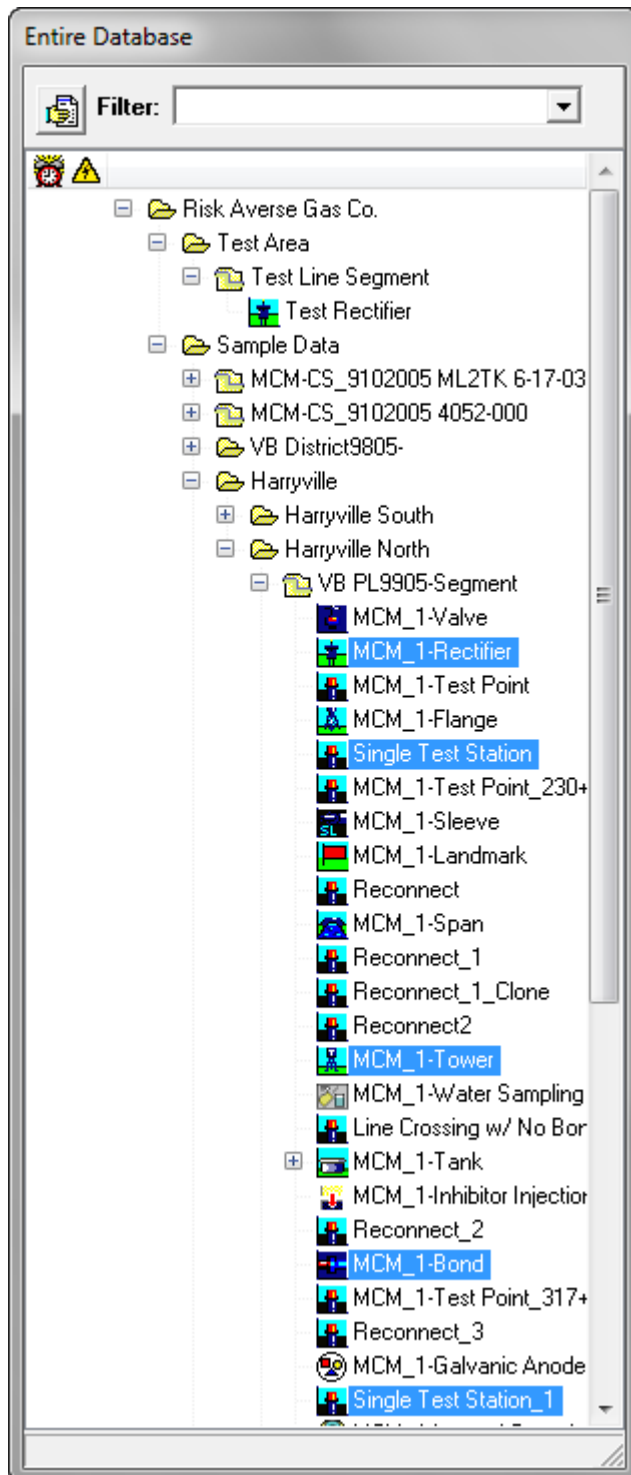 Entire Database
Filter:
Risk Averse Gas Co.
Test Area
Test Line Segment
Test Rectifier
Sample Data
MCM-CS_9102005 ML2TK 6-17-03
MCM-CS_9102005 4052-000
VB District9805-
Harryville
Harryville South
Harryville North
VB PL9905-Segment
MCM_1-Valve
MCM_1-Rectifier
MCM_1-Test Point
MCM_1-Flange
Single Test Station
MCM_1-Test Point_230+
SL MCM_1-Sleeve
MCM_1-Landmark
Reconnect
MCM_1-Span
Reconnect_1
Reconnect_1_Clone
Reconnect2
MCM_1-Tower
MCM_1-Water Sampling
Line Crossing w/ No Bon
MCM_1-Tank
MCM_1-Inhibitor Injection
Reconnect_2
MCM_1-Bond
MCM_1-Test Point_317+
Reconnect_3
MCM_1-Galvanic Anode
Single Test Station_1